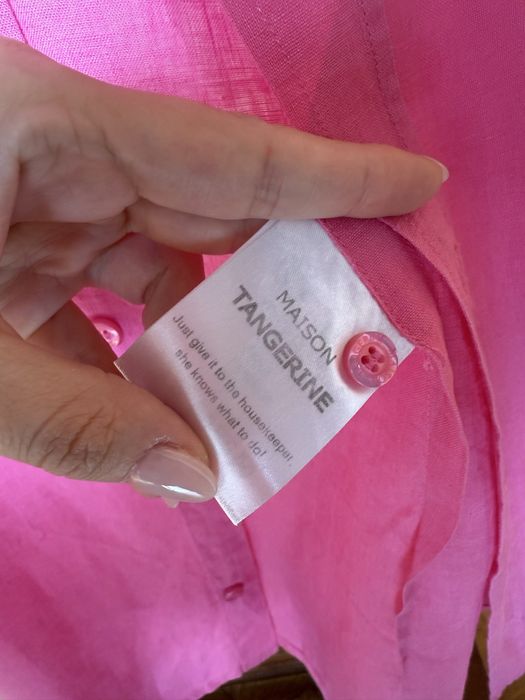 MAISON
TANGERINE
Just give it to the housekeeper,
she knows what to do!